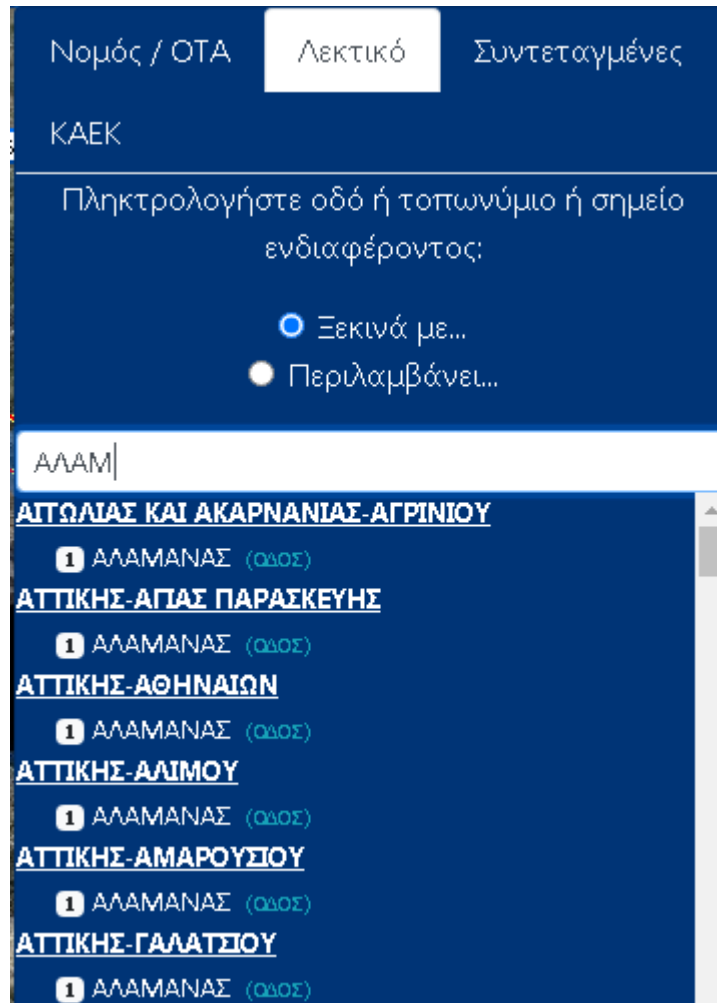 Νομός / ΟΤΑ Λεκτικό Συντεταγμένες
ΚΑΕΚ
Πληκτρολογήστε οδό ή τοπωνύμιο ή σημείο
ενδιαφέροντος:
Ξεκινά με...
Περιλαμβάνει...
ΑΛΑΜ
ΑΙΤΩΛΙΑΣ ΚΑΙ ΑΚΑΡΝΑΝΙΑΣ-ΑΓΡΙΝΙΟΥ
1 ΑΛΑΜΑΝΑΣ (ΟΔΟΣ)
ΑΤΤΙΚΗΣ-ΑΓΙΑΣ ΠΑΡΑΣΚΕΥΗΣ
1 ΑΛΑΜΑΝΑΣ (ΟΔΟΣ)
ΑΤΤΙΚΗΣ-ΑΘΗΝΑΙΩΝ
1 ΑΛΑΜΑΝΑΣ (ΟΔΟΣ)
ΑΤΤΙΚΗΣ-ΑΛΙΜΟΥ
1 ΑΛΑΜΑΝΑΣ (ΟΔΟΣ)
ΑΤΤΙΚΗΣ-ΑΜΑΡΟΥΣΙΟΥ
1 ΑΛΑΜΑΝΑΣ (ΟΔΟΣ)
ΑΤΤΙΚΗΣ-ΓΑΛΑΤΣΙΟΥ
1 ΑΛΑΜΑΝΑΣ (ΟΔΟΣ)